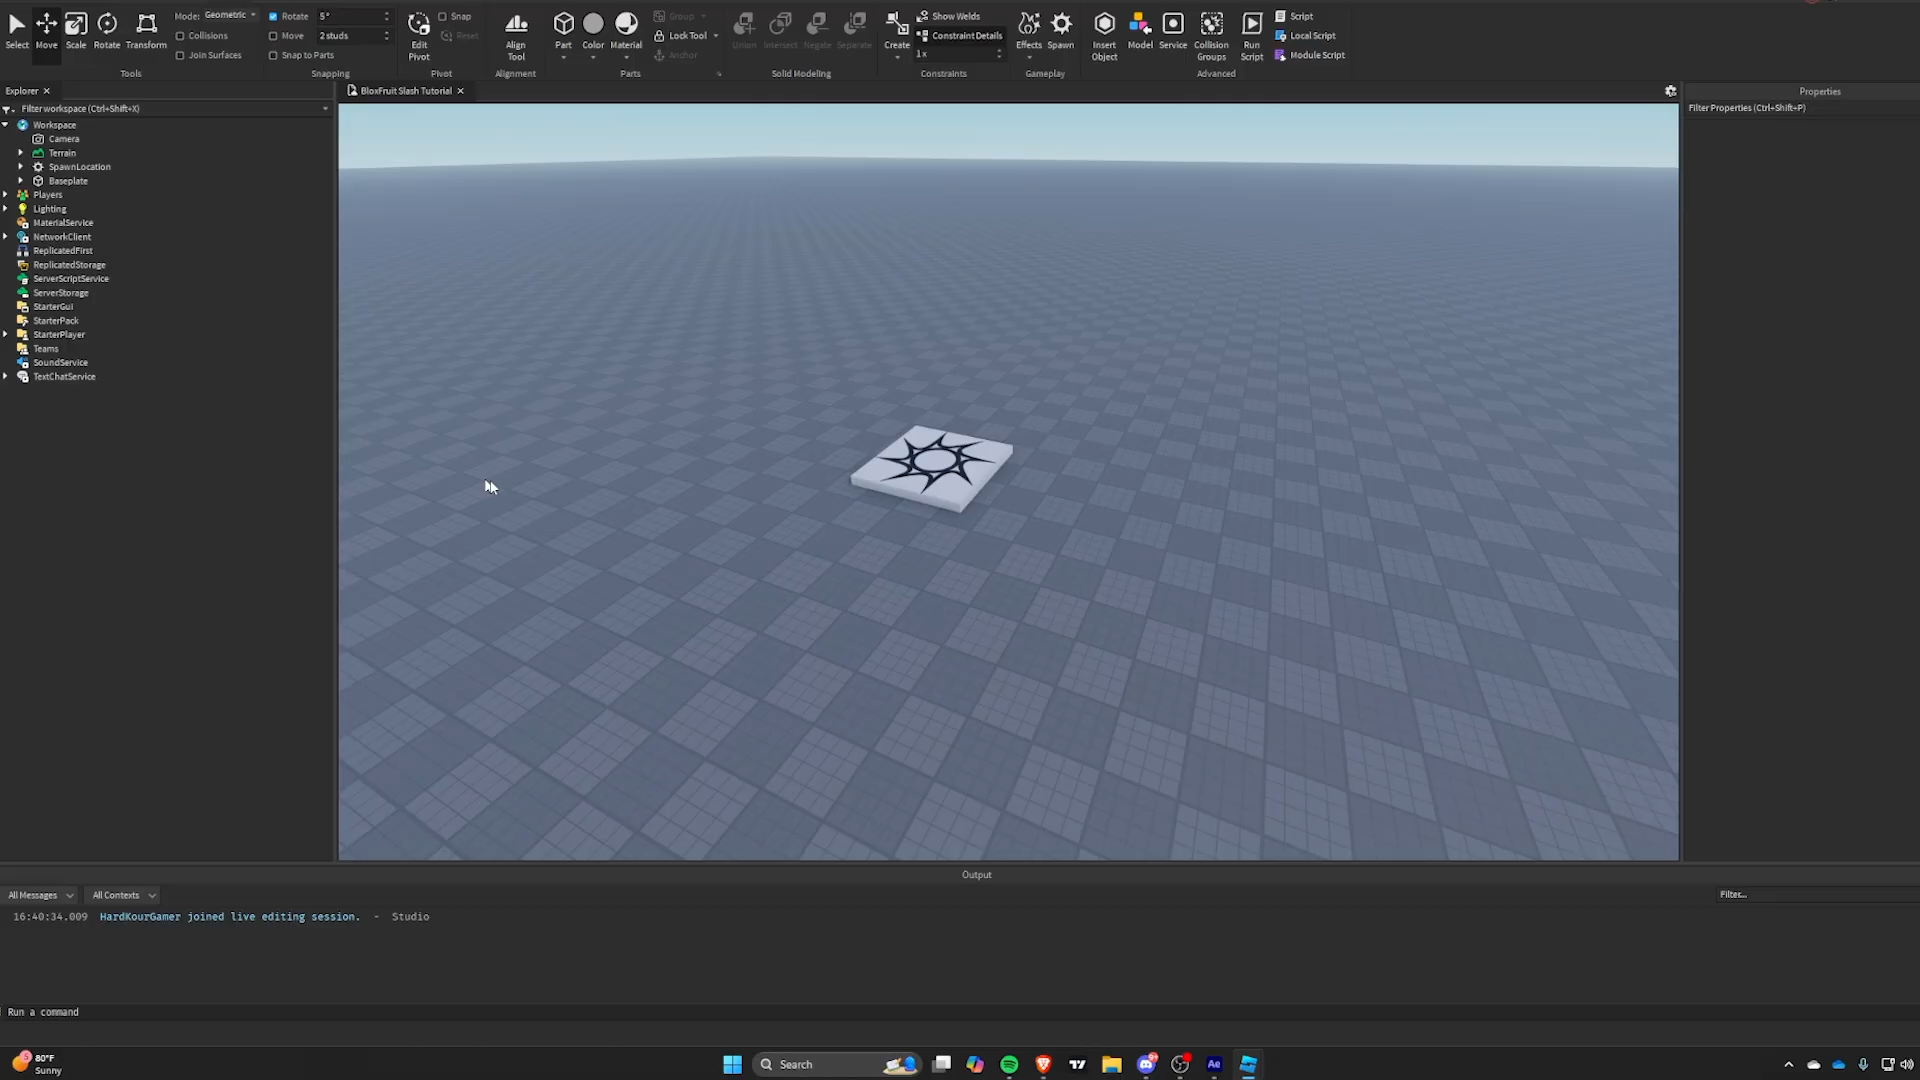 Select
Move
Scale
Rotate
Transform
Mode: Geometric
Collisions
Join Surfaces
Tools
Rotate 5°
Move 2 studs
Snap to Parts
Snapping
Edit Pivot
Snap
Reset
Pivot
Align Tool
Alignment
Part
Color
Material
Group
Lock Tool
Anchor
Parts
Union
Intersect
Negate
Separate
Solid Modeling
Create
Show Welds
Constraint Details
1x
Constraints
Effects
Spawn
Gameplay
Insert Object
Model
Service
Collision Groups
Run Script
Script
Local Script
Module Script
Advanced
Explorer
BloxFruit Slash Tutorial
Properties
Filter workspace (Ctrl+Shift+X)
Filter Properties (Ctrl+Shift+P)
Workspace
Camera
Terrain
SpawnLocation
Baseplate
Players
Lighting
MaterialService
NetworkClient
ReplicatedFirst
ReplicatedStorage
ServerScriptService
ServerStorage
StarterGui
StarterPack
StarterPlayer
Teams
SoundService
TextChatService
Output
All Messages
All Contexts
Filter...
16:40:34.009 HardKourGamer joined live editing session. - Studio
Run a command
80°F
Sunny
Search
Ae